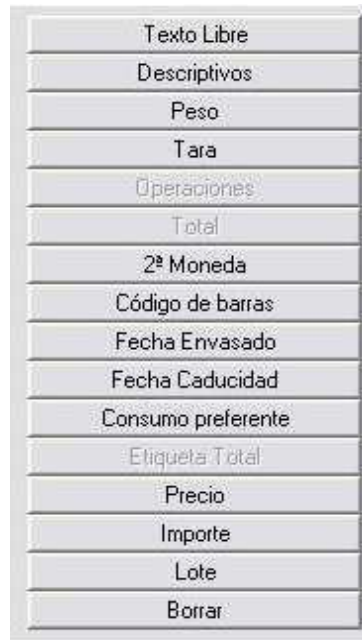 Texto Libre
Descriptivos
Peso
Tara
Operaciones
Total
2ª Moneda
Código de barras
Fecha Envasado
Fecha Caducidad
Consumo preferente
Etiqueta Total
Precio
Importe
Lote
Borrar